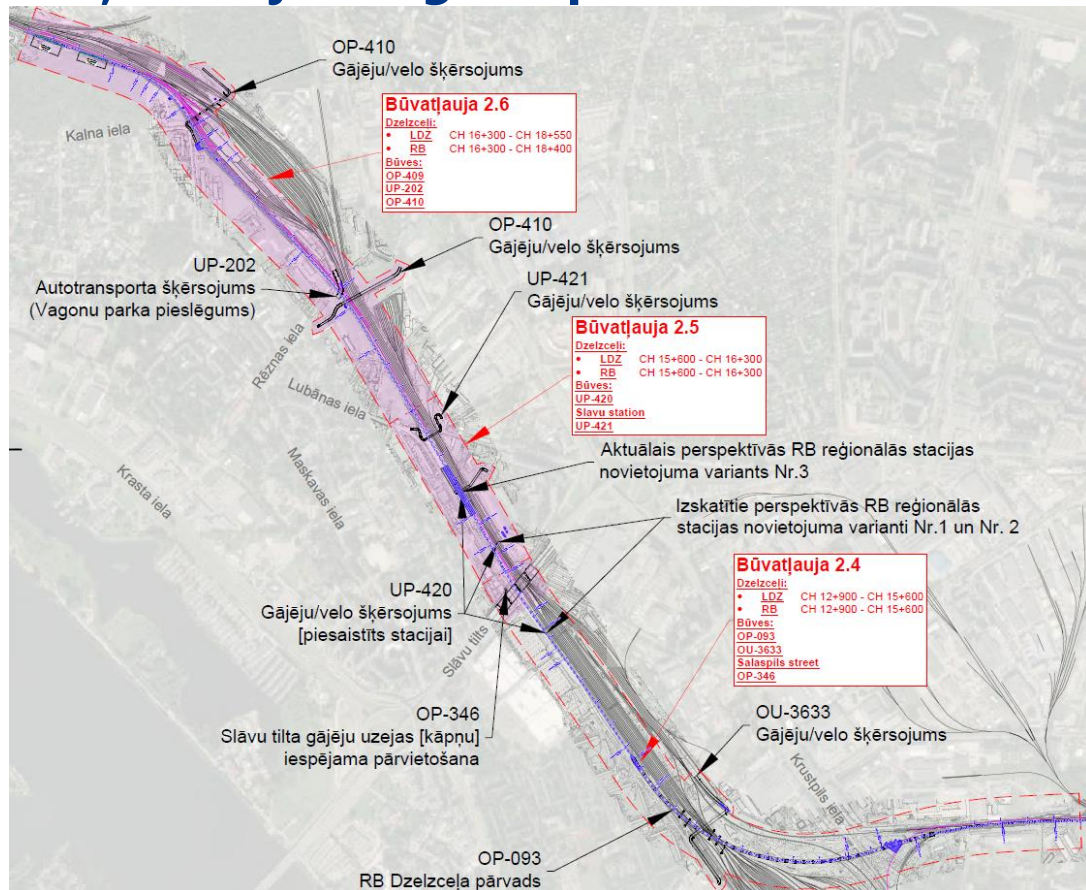 OP-410
Gājēju/velo šķērsojums
Kalna iela
Būvatļauja 2.6
Dzelzceļi:
• LDZ CH 16+300 - CH 18+550
• RB CH 16+300 - CH 18+400
Būves:
OP-409
UP-202
OP-410
OP-410
Gājēju/velo šķērsojums
UP-202
Autotransporta šķērsojums
(Vagonu parka pieslēgums)
UP-421
Gājēju/velo šķērsojums
Rēznas iela
Būvatļauja 2.5
Dzelzceļi:
• LDZ CH 15+600 - CH 16+300
• RB CH 15+600 - CH 16+300
Būves:
UP-420
Slavu station
UP-421
Lubānas iela
Maskavas iela
Krasta iela
Aktuālais perspektīvās RB reģionālās stacijas
novietojuma variants Nr.3
Izskatītie perspektīvās RB reģionālās
stacijas novietojuma varianti Nr.1 un Nr. 2
UP-420
Gājēju/velo šķērsojums
[piesaistīts stacijai]
Slāvu tilts
Būvatļauja 2.4
Dzelzceļi:
• LDZ CH 12+900 - CH 15+600
• RB CH 12+900 - CH 15+600
Būves:
OP-093
OU-3633
Salaspils street
OP-346
OP-346
Slāvu tilta gājēju uzejas [kāpņu]
iespējama pārvietošana
OU-3633
Gājēju/velo šķērsojums
Krustpils iela
OP-093
RB Dzelzceļa pārvads